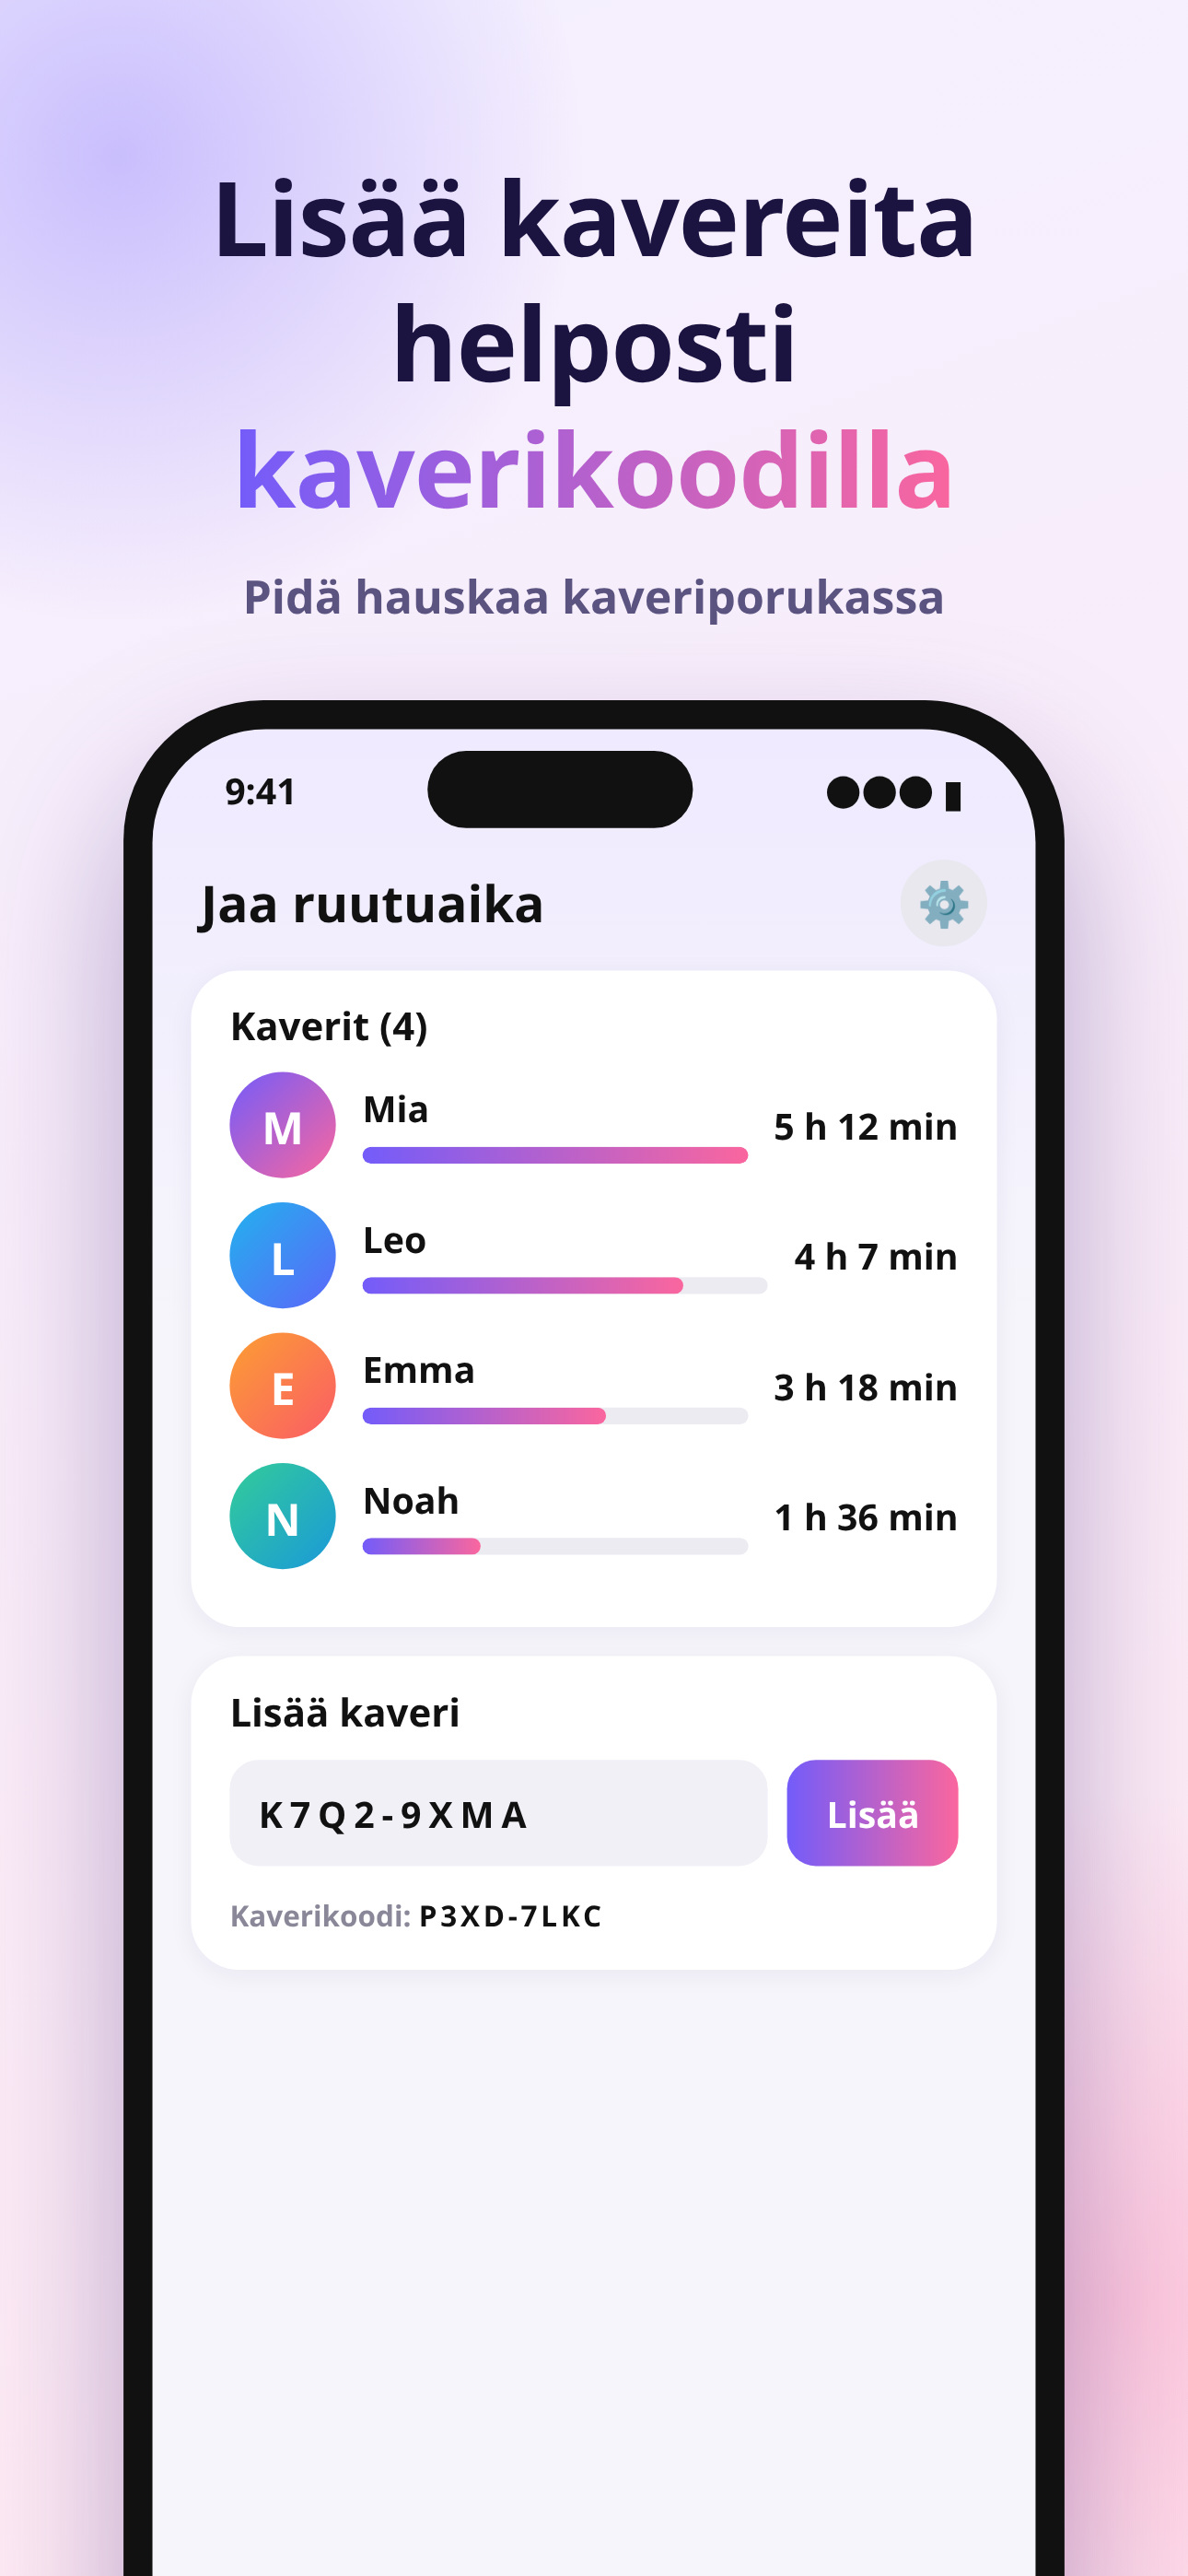 Lisää kavereita
helposti
kaverikoodilla
Pidä hauskaa kaveriporukassa
9:41
Jaa ruutuaika
Kaverit (4)
M
Mia
5 h 12 min
L
Leo
4 h 7 min
E
Emma
3 h 18 min
N
Noah
1 h 36 min
Lisää kaveri
K7Q2-9XMA
Lisää
Kaverikoodi: P3XD-7LKC